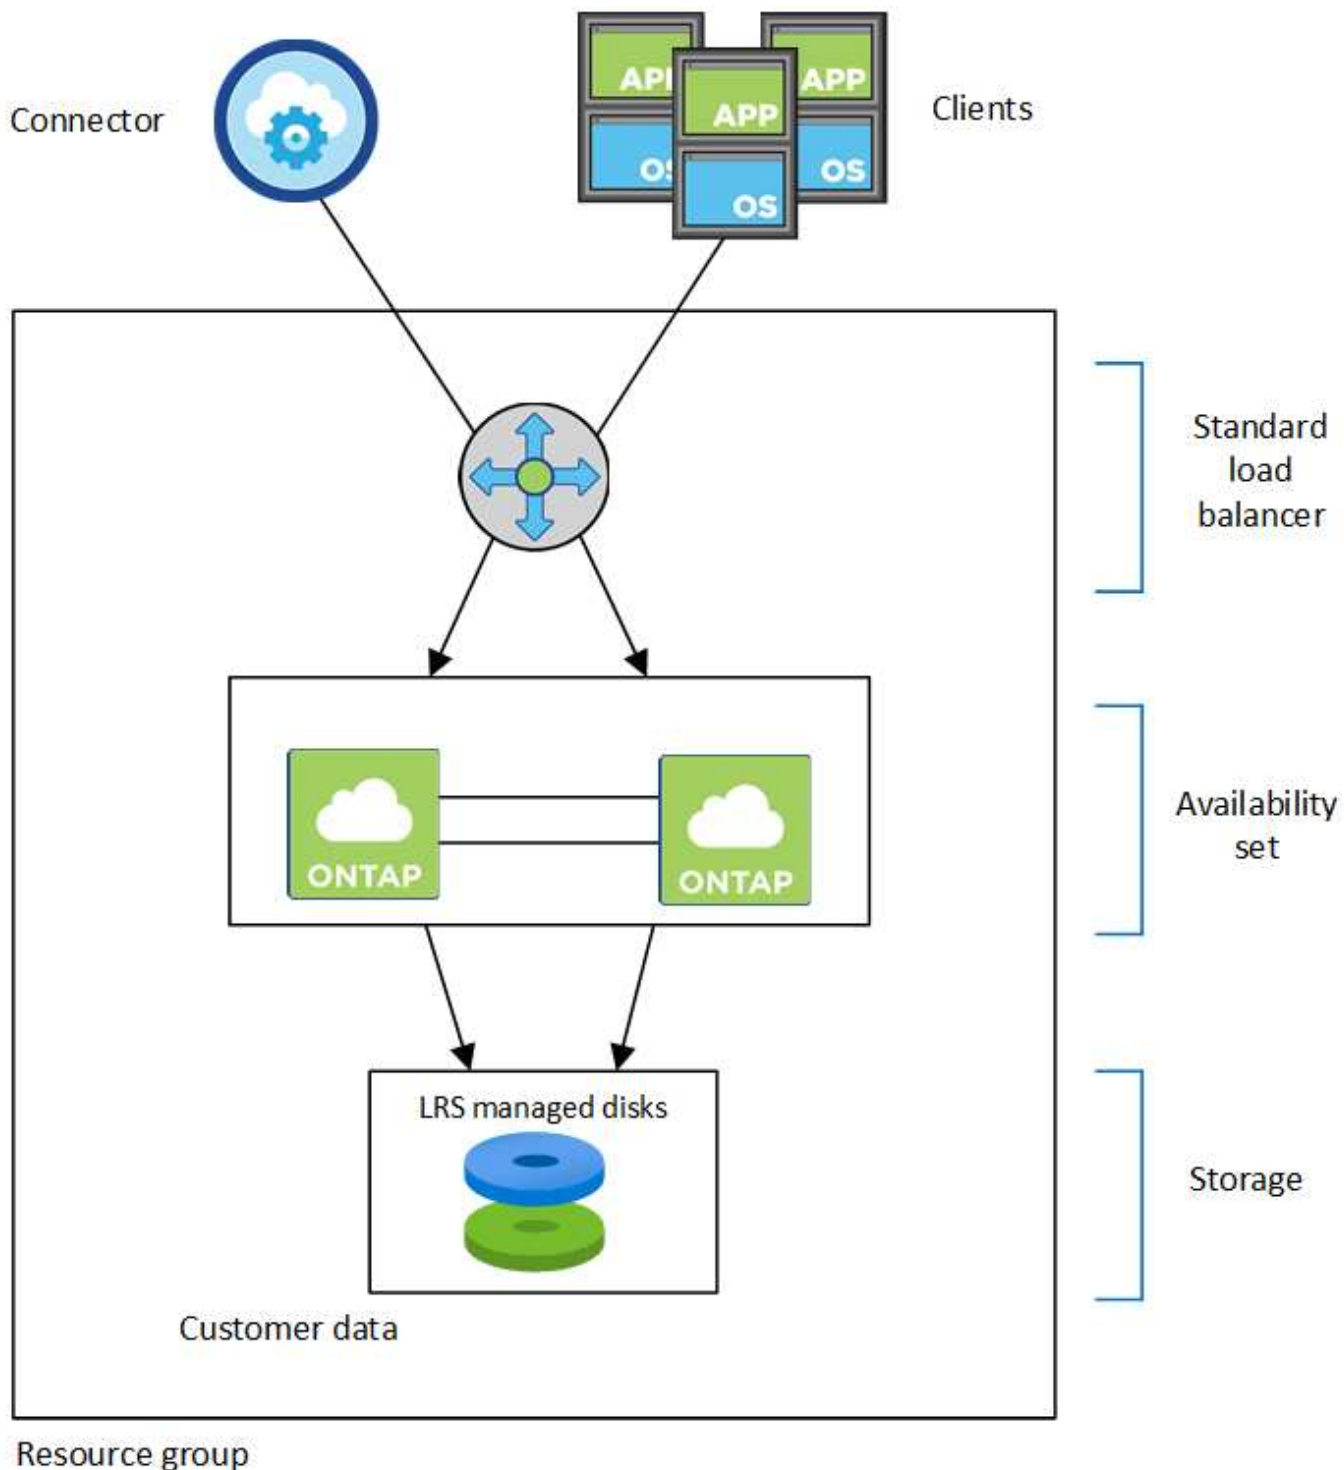 Connector
APP
APP
APP
OS
OS
OS
Clients
Standard
load
balancer
ONTAP
ONTAP
Availability
set
LRS managed disks
Storage
Customer data
Resource group